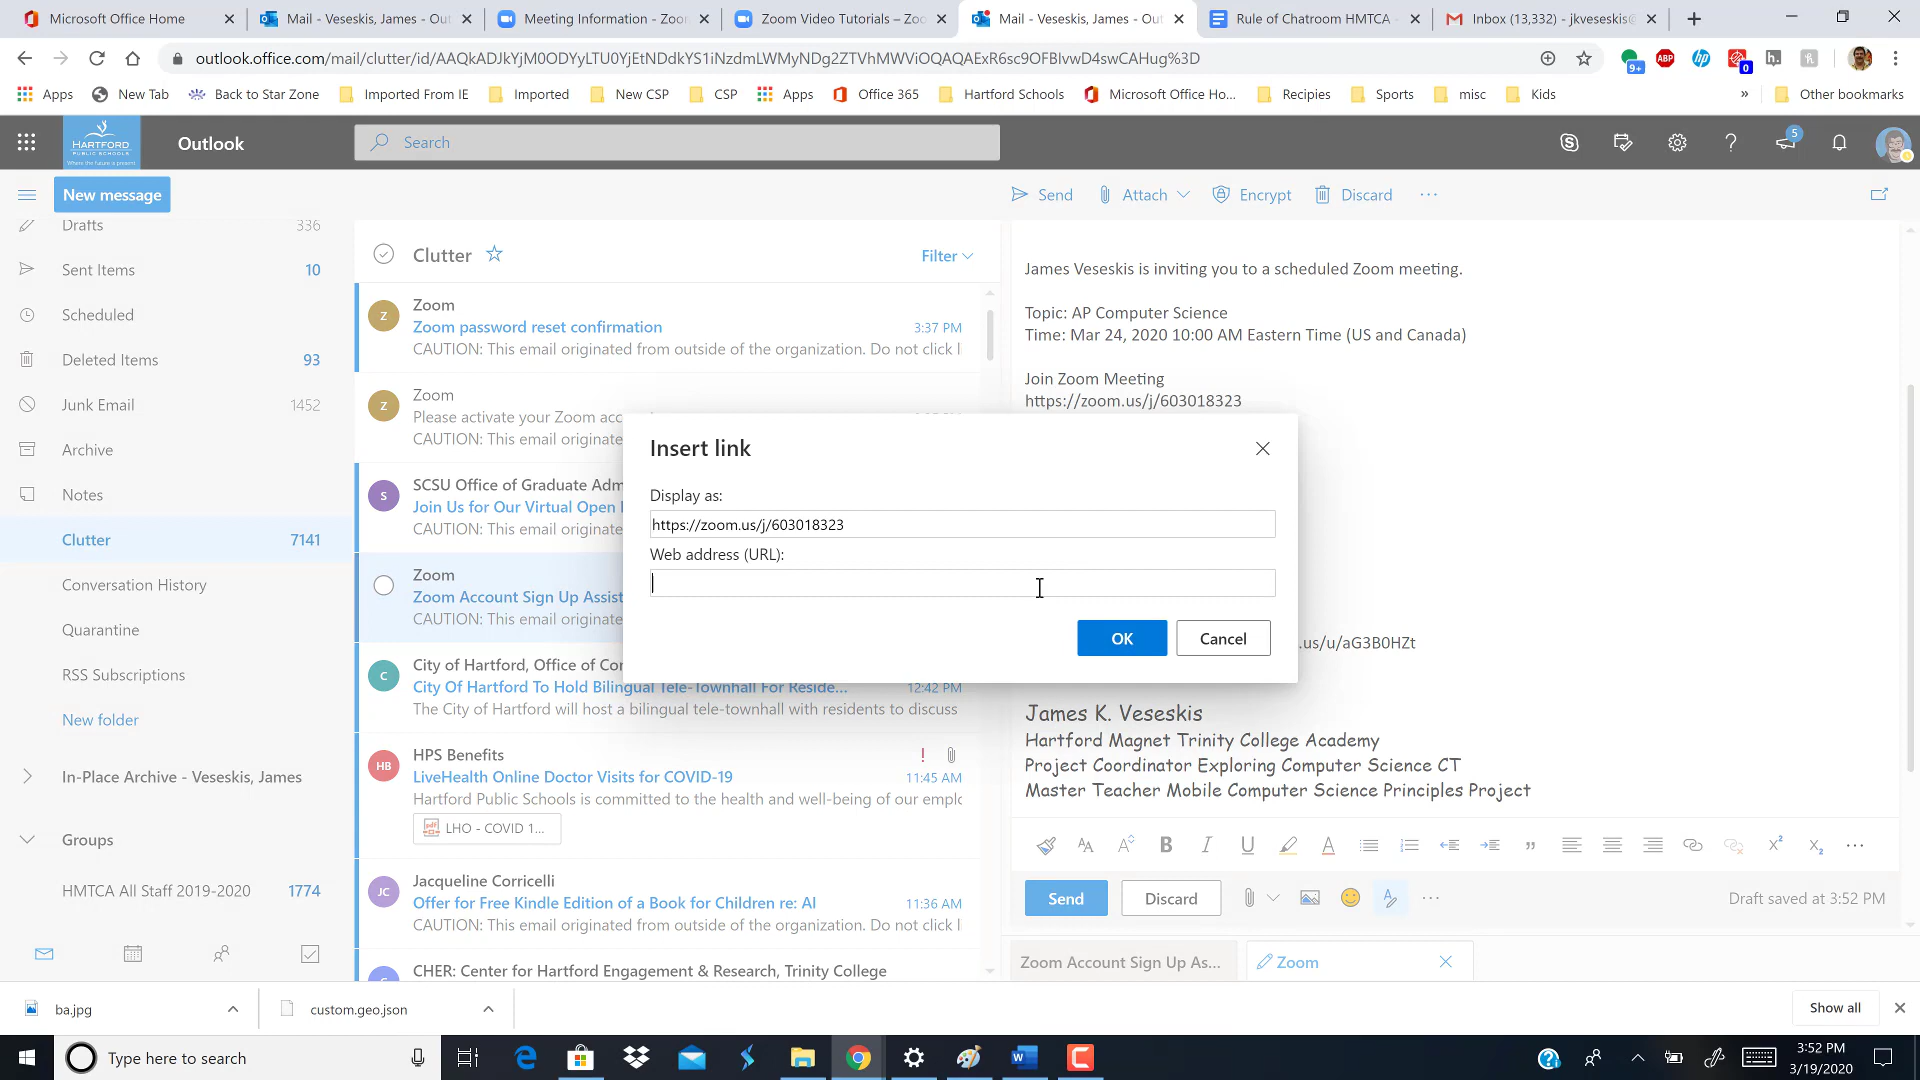 Microsoft Office Home
Mail - Veseskis, James - Out
Meeting Information - Zoom
Zoom Video Tutorials – Zoo
Mail - Veseskis, James - Out
Rule of Chatroom HMTCA
Inbox (13,332) - jkveseskis@
outlook.office.com/mail/clutter/id/AAQkADJkYjM0ODYyLTU0YjEtNDdkYS1iNzdmLWMyNDg2ZTVhMWViOQAQAExR6sc9OFBIvwD4swCAHug%3D
9+
ABP
hp
0
h
Apps
New Tab
Back to Star Zone
Imported From IE
Imported
New CSP
CSP
Apps
Office 365
Hartford Schools
Microsoft Office Ho...
Recipies
Sports
misc
Kids
»
Other bookmarks
HARTFORD
PUBLIC SCHOOLS
Where the future is present
Outlook
Search
5
New message
Send
Attach
Encrypt
Discard
Drafts 336
Sent Items 10
Scheduled
Deleted Items 93
Junk Email 1452
Archive
Notes
Clutter 7141
Conversation History
Quarantine
RSS Subscriptions
New folder
In-Place Archive - Veseskis, James
Groups
HMTCA All Staff 2019-2020 1774
Clutter
Filter
Z
Zoom
Zoom password reset confirmation 3:37 PM
CAUTION: This email originated from outside of the organization. Do not click l
Z
Zoom
Please activate your Zoom acc
CAUTION: This email originate
S
SCSU Office of Graduate Adm
Join Us for Our Virtual Open
CAUTION: This email originate
Zoom
Zoom Account Sign Up Assist
CAUTION: This email originate
C
City of Hartford, Office of Co
City Of Hartford To Hold Bilingual Tele-Townhall For Reside... 12:42 PM
The City of Hartford will host a bilingual tele-townhall with residents to discuss
HB
HPS Benefits !
LiveHealth Online Doctor Visits for COVID-19 11:45 AM
Hartford Public Schools is committed to the health and well-being of our emplo
LHO - COVID 1...
JC
Jacqueline Corricelli
Offer for Free Kindle Edition of a Book for Children re: AI 11:36 AM
CAUTION: This email originated from outside of the organization. Do not click l
CHER: Center for Hartford Engagement & Research, Trinity College
James Veseskis is inviting you to a scheduled Zoom meeting.
Topic: AP Computer Science
Time: Mar 24, 2020 10:00 AM Eastern Time (US and Canada)
Join Zoom Meeting
https://zoom.us/j/603018323
Insert link
Display as:
https://zoom.us/j/603018323
Web address (URL):
OK
Cancel
.us/u/aG3B0HZt
James K. Veseskis
Hartford Magnet Trinity College Academy
Project Coordinator Exploring Computer Science CT
Master Teacher Mobile Computer Science Principles Project
Send
Discard
Draft saved at 3:52 PM
Zoom Account Sign Up As...
Zoom
ba.jpg
custom.geo.json
Show all
Type here to search
3:52 PM
3/19/2020